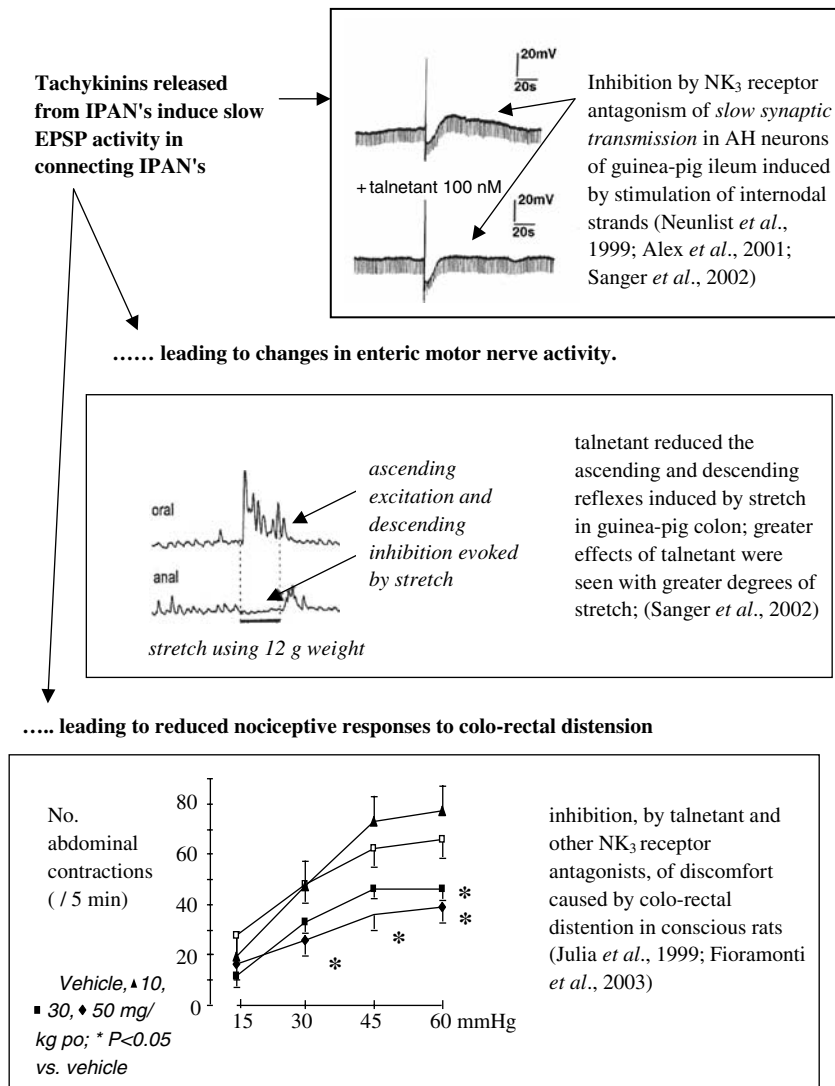 Tachykinins released
from IPAN's induce slow
EPSP activity in
connecting IPAN's
20mV
20s
+ talnetant 100 nM
20mV
20s
Inhibition by NK₃ receptor
antagonism of slow synaptic
transmission in AH neurons
of guinea-pig ileum induced
by stimulation of internodal
strands (Neunlist et al.,
1999; Alex et al., 2001;
Sanger et al., 2002)
…… leading to changes in enteric motor nerve activity.
oral
anal
stretch using 12 g weight
ascending
excitation and
descending
inhibition evoked
by stretch
talnetant reduced the
ascending and descending
reflexes induced by stretch
in guinea-pig colon; greater
effects of talnetant were
seen with greater degrees of
stretch; (Sanger et al., 2002)
….. leading to reduced nociceptive responses to colo-rectal distension
No.
abdominal
contractions
( / 5 min)
80
60
40
20
0
15 30 45 60 mmHg
*
*
* *
Vehicle, ▲10,
■ 30, ♦ 50 mg/
kg po; * P<0.05
vs. vehicle
inhibition, by talnetant and
other NK₃ receptor
antagonists, of discomfort
caused by colo-rectal
distention in conscious rats
(Julia et al., 1999; Fioramonti
et al., 2003)